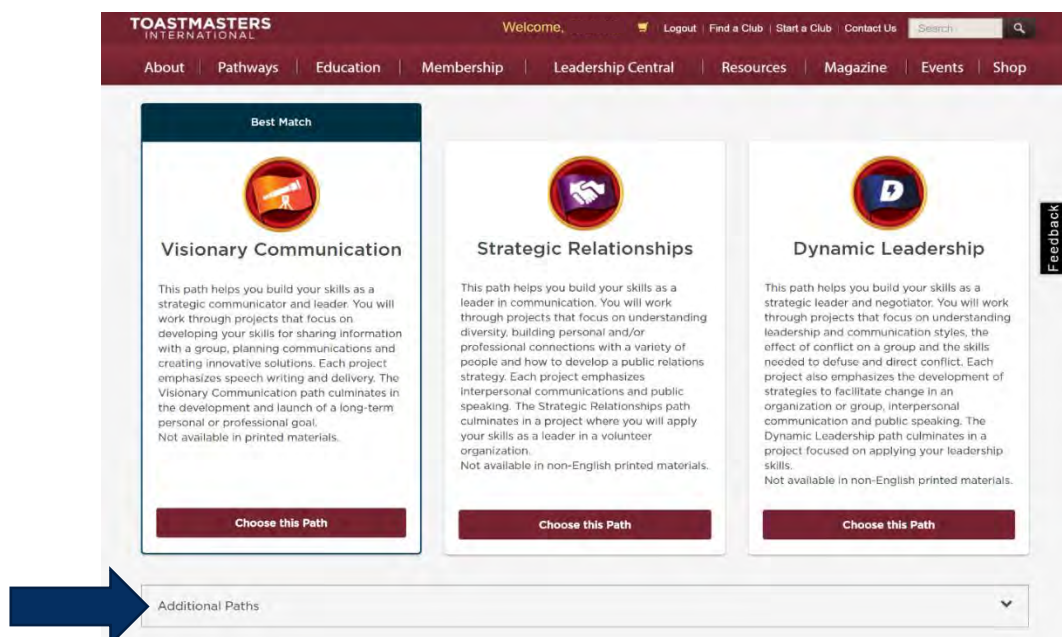 TOASTMASTERS
INTERNATIONAL
Welcome,
Logout | Find a Club | Start a Club | Contact Us
Search
About | Pathways | Education | Membership | Leadership Central | Resources | Magazine | Events | Shop
Best Match
Visionary Communication
This path helps you build your skills as a
strategic communicator and leader. You will
work through projects that focus on
developing your skills for sharing information
with a group, planning communications and
creating innovative solutions. Each project
emphasizes speech writing and delivery. The
Visionary Communication path culminates in
the development and launch of a long-term
personal or professional goal.
Not available in printed materials.
Choose this Path
Strategic Relationships
This path helps you build your skills as a
leader in communication. You will work
through projects that focus on understanding
diversity, building personal and/or
professional connections with a variety of
people and how to develop a public relations
strategy. Each project emphasizes
interpersonal communications and public
speaking. The Strategic Relationships path
culminates in a project where you will apply
your skills as a leader in a volunteer
organization.
Not available in non-English printed materials.
Choose this Path
D
Dynamic Leadership
This path helps you build your skills as a
strategic leader and negotiator. You will work
through projects that focus on understanding
leadership and communication styles, the
effect of conflict on a group and the skills
needed to defuse and direct conflict. Each
project also emphasizes the development of
strategies to facilitate change in an
organization or group, interpersonal
communication and public speaking. The
Dynamic Leadership path culminates in a
project focused on applying your leadership
skills.
Not available in non-English printed materials.
Choose this Path
Feedback
Additional Paths